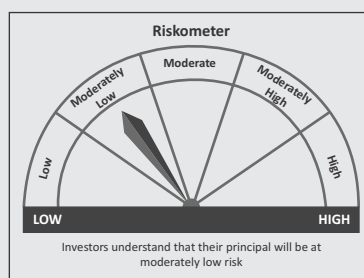 Riskometer
Moderate
Moderately
Low
Moderately
High
Low
High
LOW
HIGH
Investors understand that their principal will be at
moderately low risk